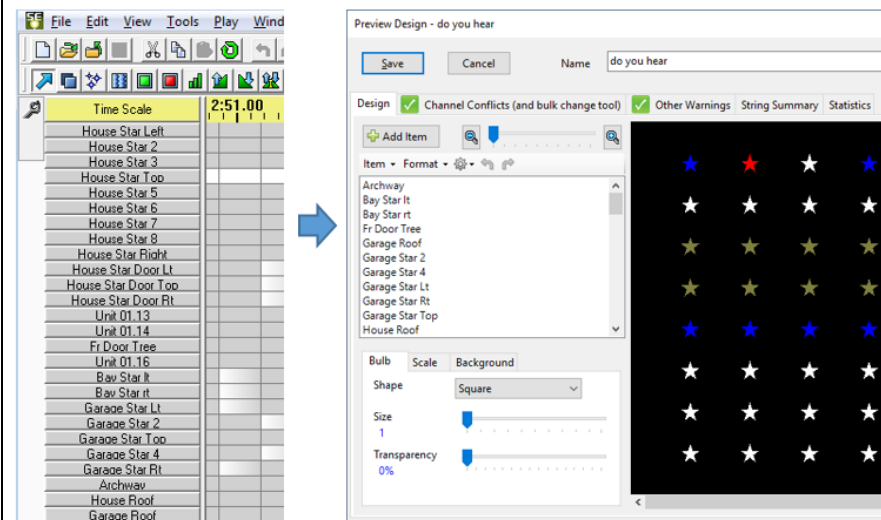 File Edit View Tools Play Wind
Time Scale
2:51.00
House Star Left
House Star 2
House Star 3
House Star Top
House Star 5
House Star 6
House Star 7
House Star 8
House Star Right
House Star Door Lt
House Star Door Top
House Star Door Rt
Unit 01.13
Unit 01.14
Fr Door Tree
Unit 01.16
Bay Star lt
Bay Star rt
Garage Star Lt
Garage Star 2
Garage Star Top
Garage Star 4
Garage Star Rt
Archway
House Roof
Garage Roof
Preview Design - do you hear
Save Cancel Name do you hear
Design Channel Conflicts (and bulk change tool) Other Warnings String Summary Statistics
Add Item
Item Format
Archway
Bay Star lt
Bay Star rt
Fr Door Tree
Garage Roof
Garage Star 2
Garage Star 4
Garage Star Lt
Garage Star Rt
Garage Star Top
House Roof
Bulb Scale Background
Shape Square
Size
1
Transparency
0%